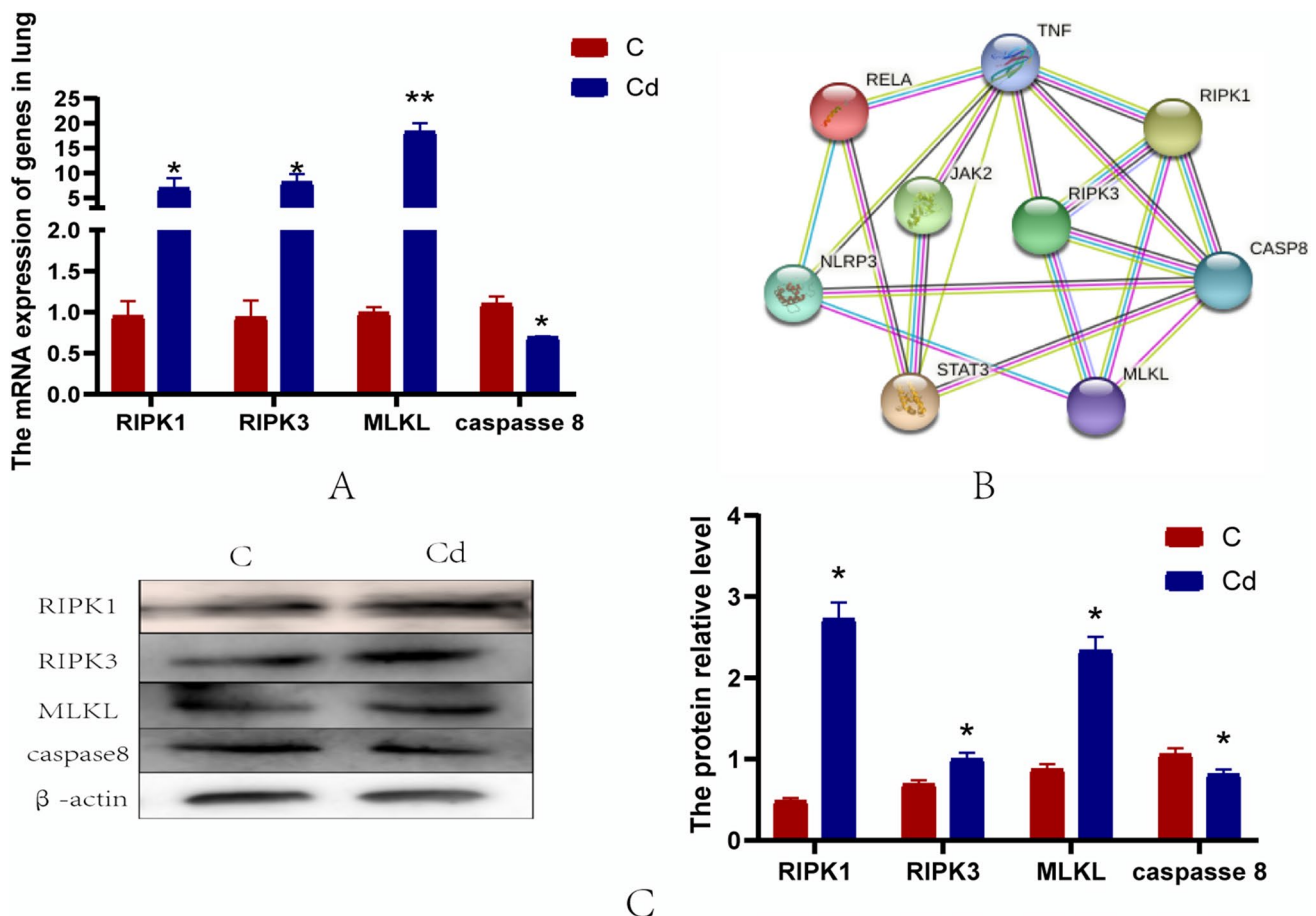 The mRNA expression of genes in lung
C
Cd
25
20
15
10
5
2.0
1.5
1.0
0.5
0.0
*
*
**
*
RIPK1
RIPK3
MLKL
caspasse 8
A
TNF
RELA
RIPK1
JAK2
RIPK3
NLRP3
CASP8
STAT3
MLKL
B
C
Cd
RIPK1
RIPK3
MLKL
caspase8
β-actin
The protein relative level
4
3
2
1
0
C
Cd
*
*
*
*
RIPK1
RIPK3
MLKL
caspasse 8
C